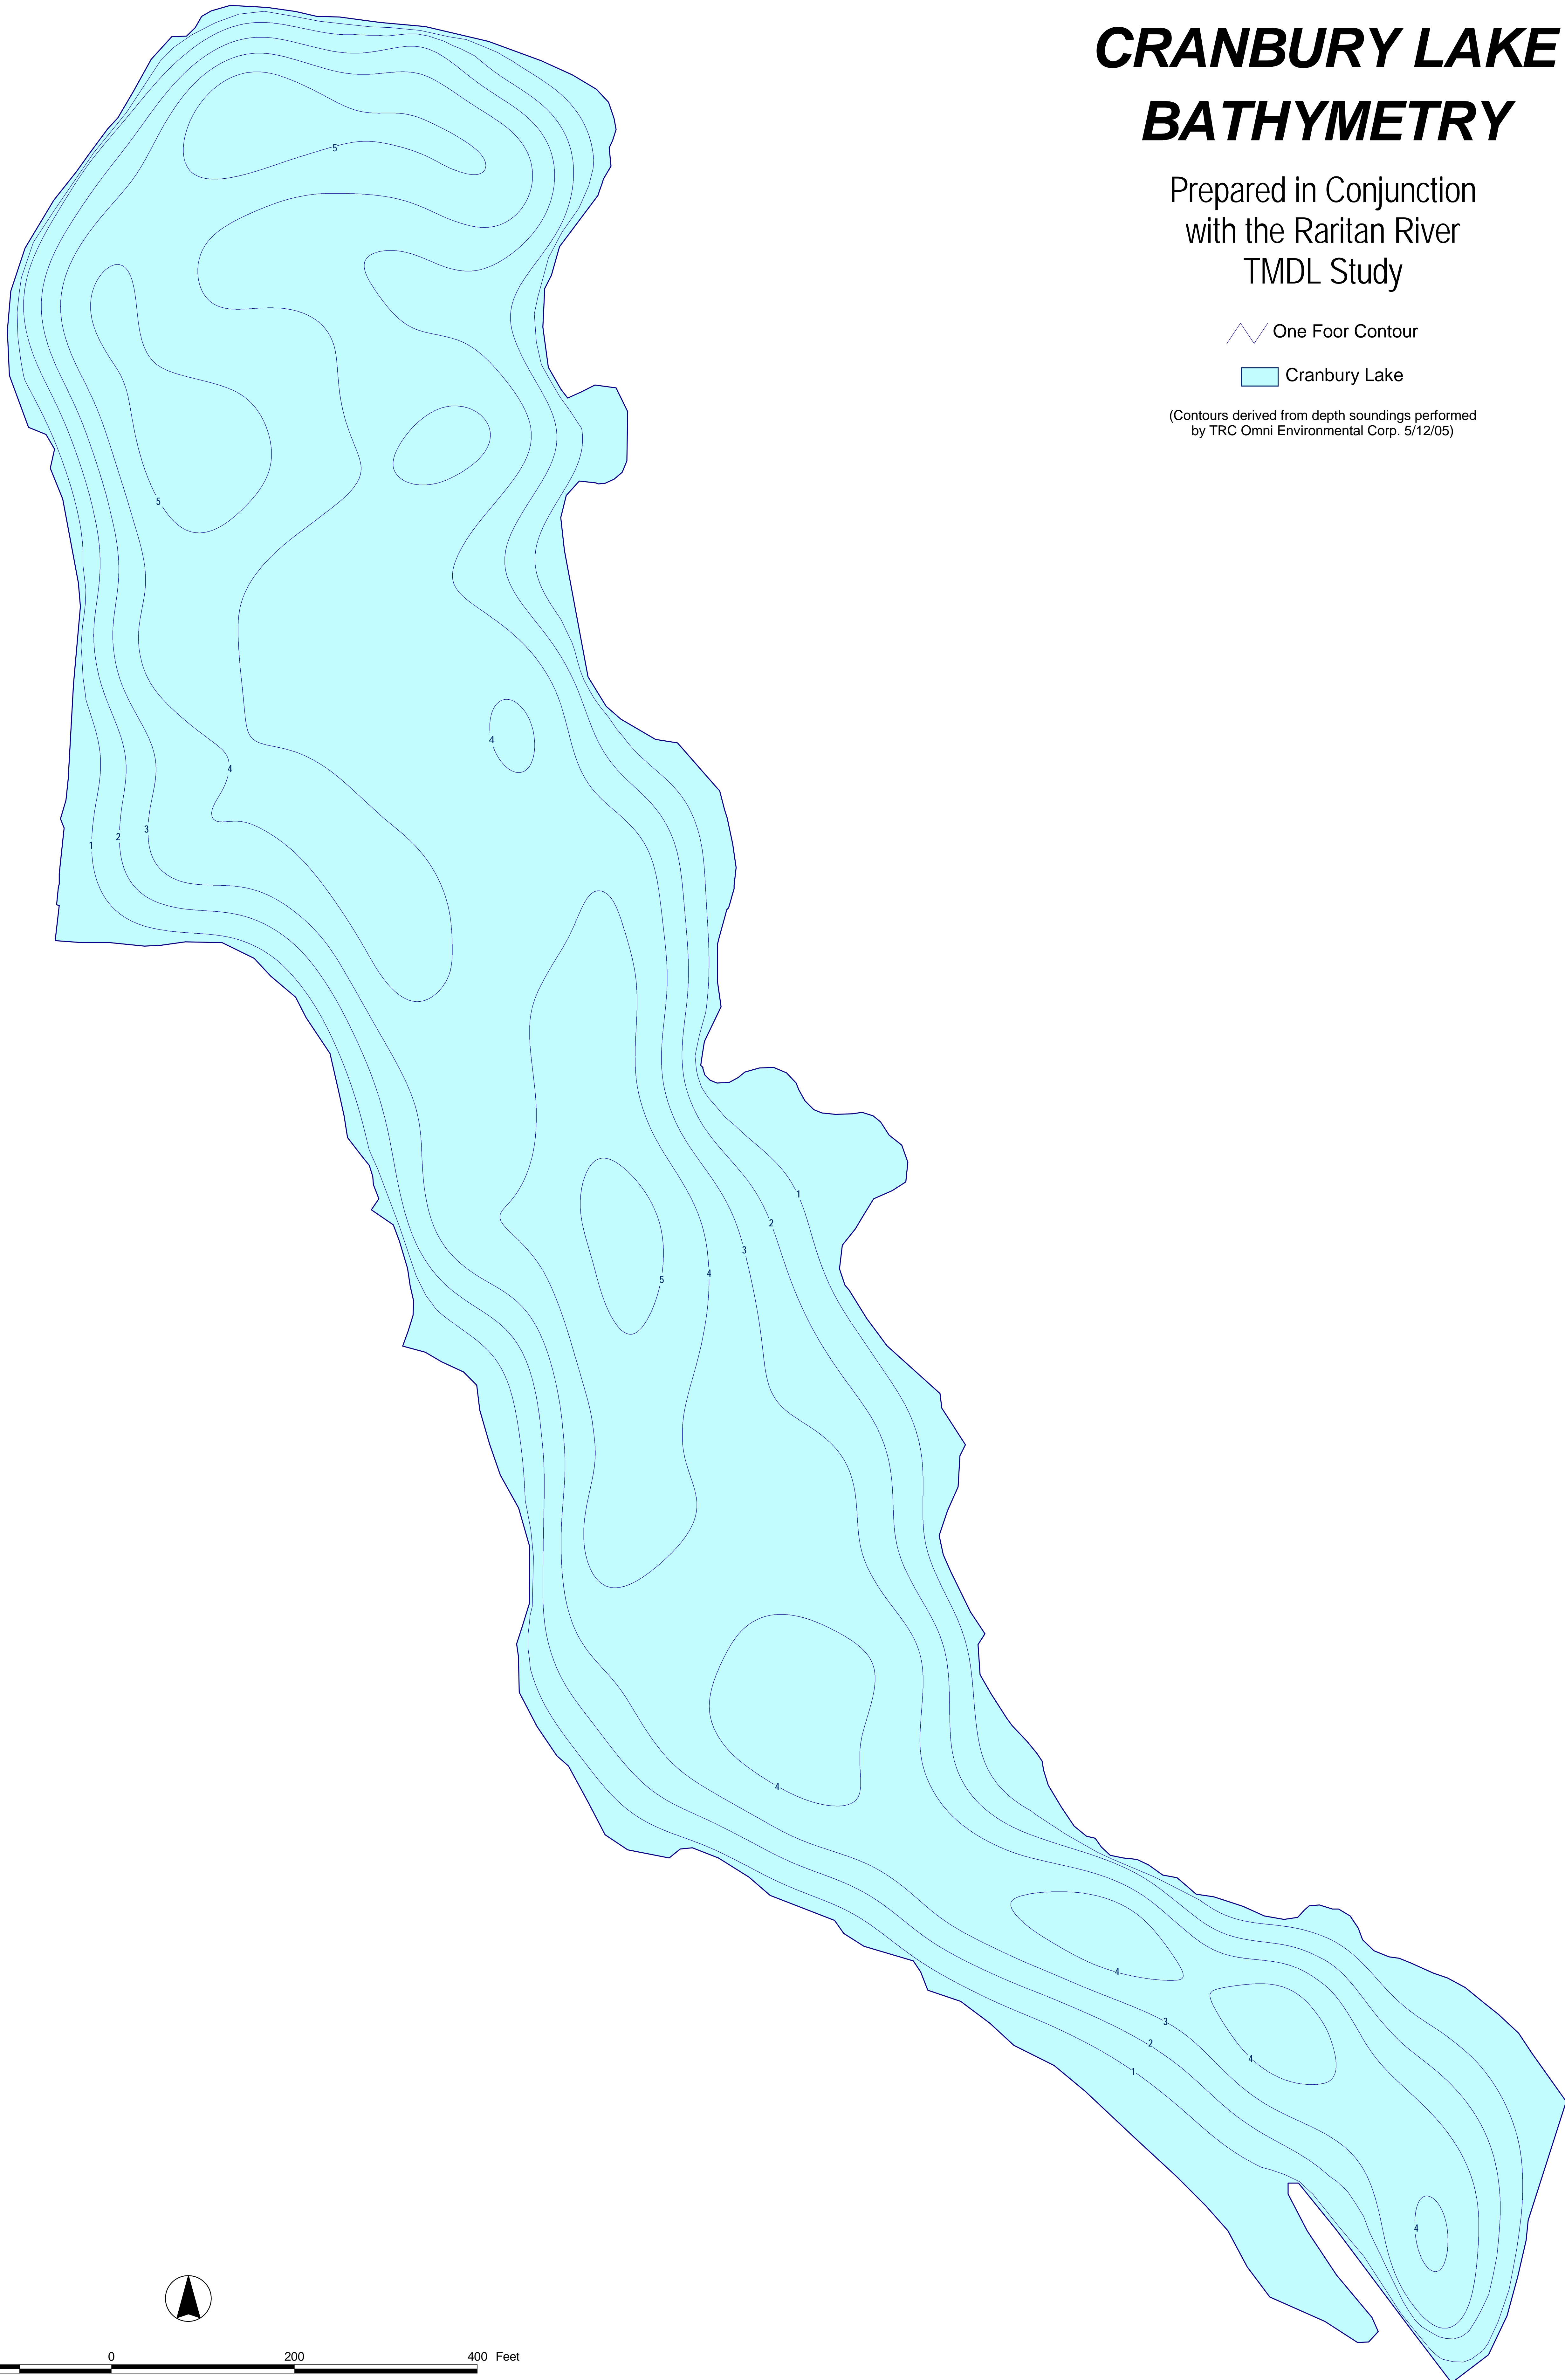 CRANBURY LAKE
BATHYMETRY
Prepared in Conjunction
with the Raritan River
TMDL Study
One Foor Contour
Cranbury Lake
(Contours derived from depth soundings performed
by TRC Omni Environmental Corp. 5/12/05)
5
5
4
4
3
2
1
1
2
3
4
5
4
4
3
2
4
1
4
0 200 400 Feet